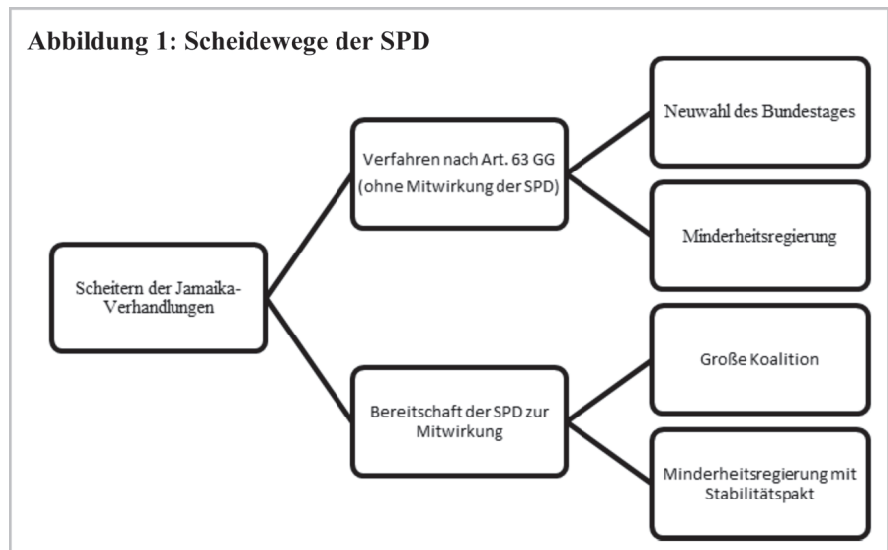 Abbildung 1: Scheidewege der SPD
Scheitern der Jamaika-
Verhandlungen
Verfahren nach Art. 63 GG
(ohne Mitwirkung der SPD)
Neuwahl des Bundestages
Minderheitsregierung
Bereitschaft der SPD zur
Mitwirkung
Große Koalition
Minderheitsregierung mit
Stabilitätspakt